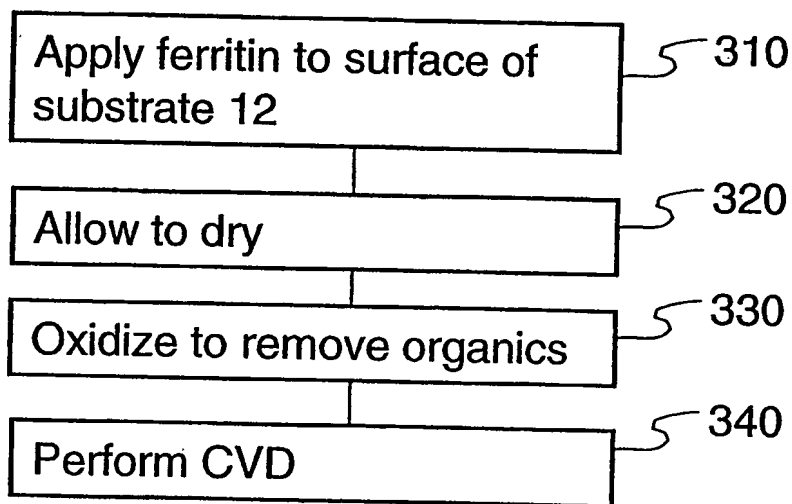 Apply ferritin to surface of
substrate 12
310
Allow to dry
320
Oxidize to remove organics
330
Perform CVD
340